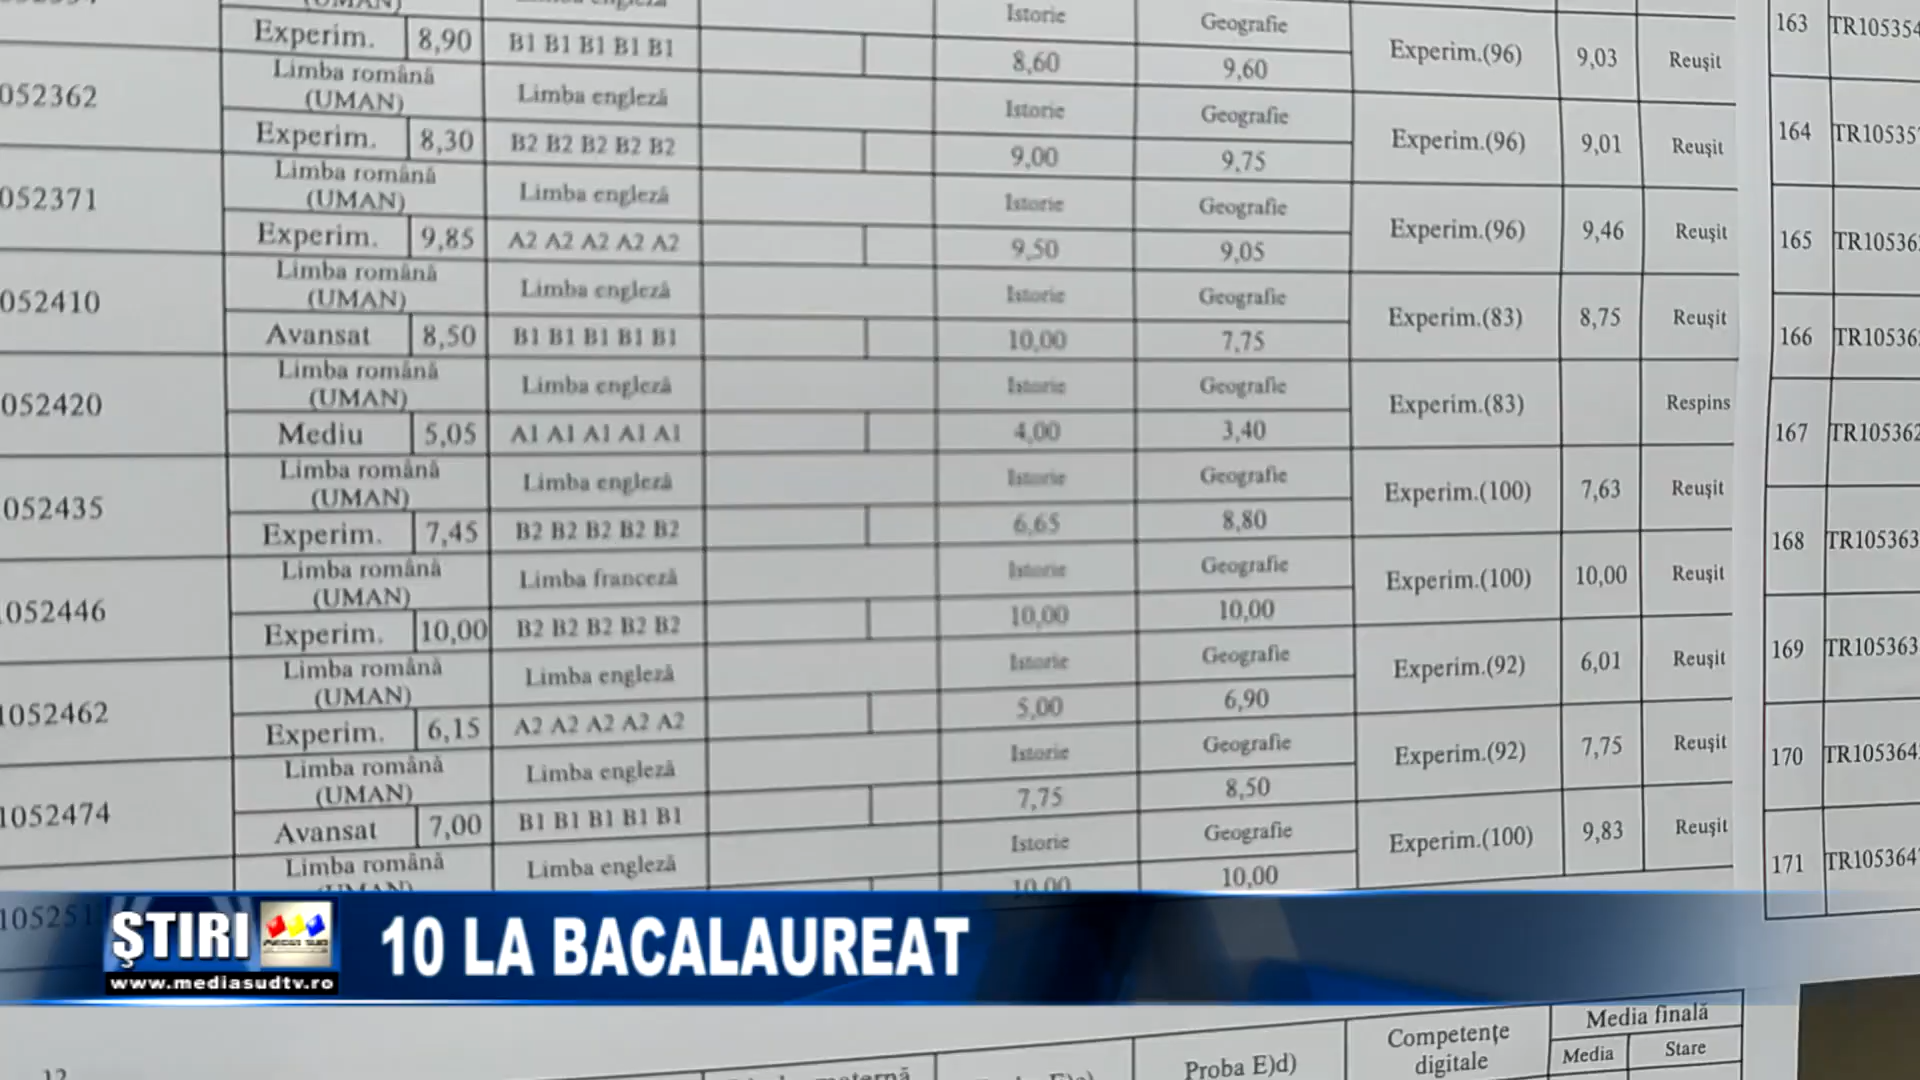 (UMAN)
Experim. 8,90 B1 B1 B1 B1 B1 Istorie 8,60 Geografie 9,60 Experim.(96) 9,03 Reușit
052362 Limba română (UMAN) Limba engleză Istorie Geografie
Experim. 8,30 B2 B2 B2 B2 B2 9,00 9,75 Experim.(96) 9,01 Reușit
052371 Limba română (UMAN) Limba engleză Istorie Geografie
Experim. 9,85 A2 A2 A2 A2 A2 9,50 9,05 Experim.(96) 9,46 Reușit
052410 Limba română (UMAN) Limba engleză Istorie Geografie
Avansat 8,50 B1 B1 B1 B1 B1 10,00 7,75 Experim.(83) 8,75 Reușit
052420 Limba română (UMAN) Limba engleză Istorie Geografie
Mediu 5,05 A1 A1 A1 A1 A1 4,00 3,40 Experim.(83) Respins
052435 Limba română (UMAN) Limba engleză Istorie Geografie
Experim. 7,45 B2 B2 B2 B2 B2 6,65 8,80 Experim.(100) 7,63 Reușit
1052446 Limba română (UMAN) Limba franceză Istorie Geografie
Experim. 10,00 B2 B2 B2 B2 B2 10,00 10,00 Experim.(100) 10,00 Reușit
1052462 Limba română (UMAN) Limba engleză Istorie Geografie
Experim. 6,15 A2 A2 A2 A2 A2 5,00 6,90 Experim.(92) 6,01 Reușit
1052474 Limba română (UMAN) Limba engleză Istorie Geografie
Avansat 7,00 B1 B1 B1 B1 B1 7,75 8,50 Experim.(92) 7,75 Reușit
Limba română Limba engleză Istorie Geografie
10,00 10,00 Experim.(100) 9,83 Reușit
163 TR105354
164 TR10535
165 TR10536
166 TR10536
167 TR105362
168 TR105363
169 TR105363
170 TR105364
171 TR105364
ȘTIRI
www.mediasudtv.ro
10 LA BACALAUREAT
12
Proba E)d)
Competențe
digitale
Media finală
Media Stare